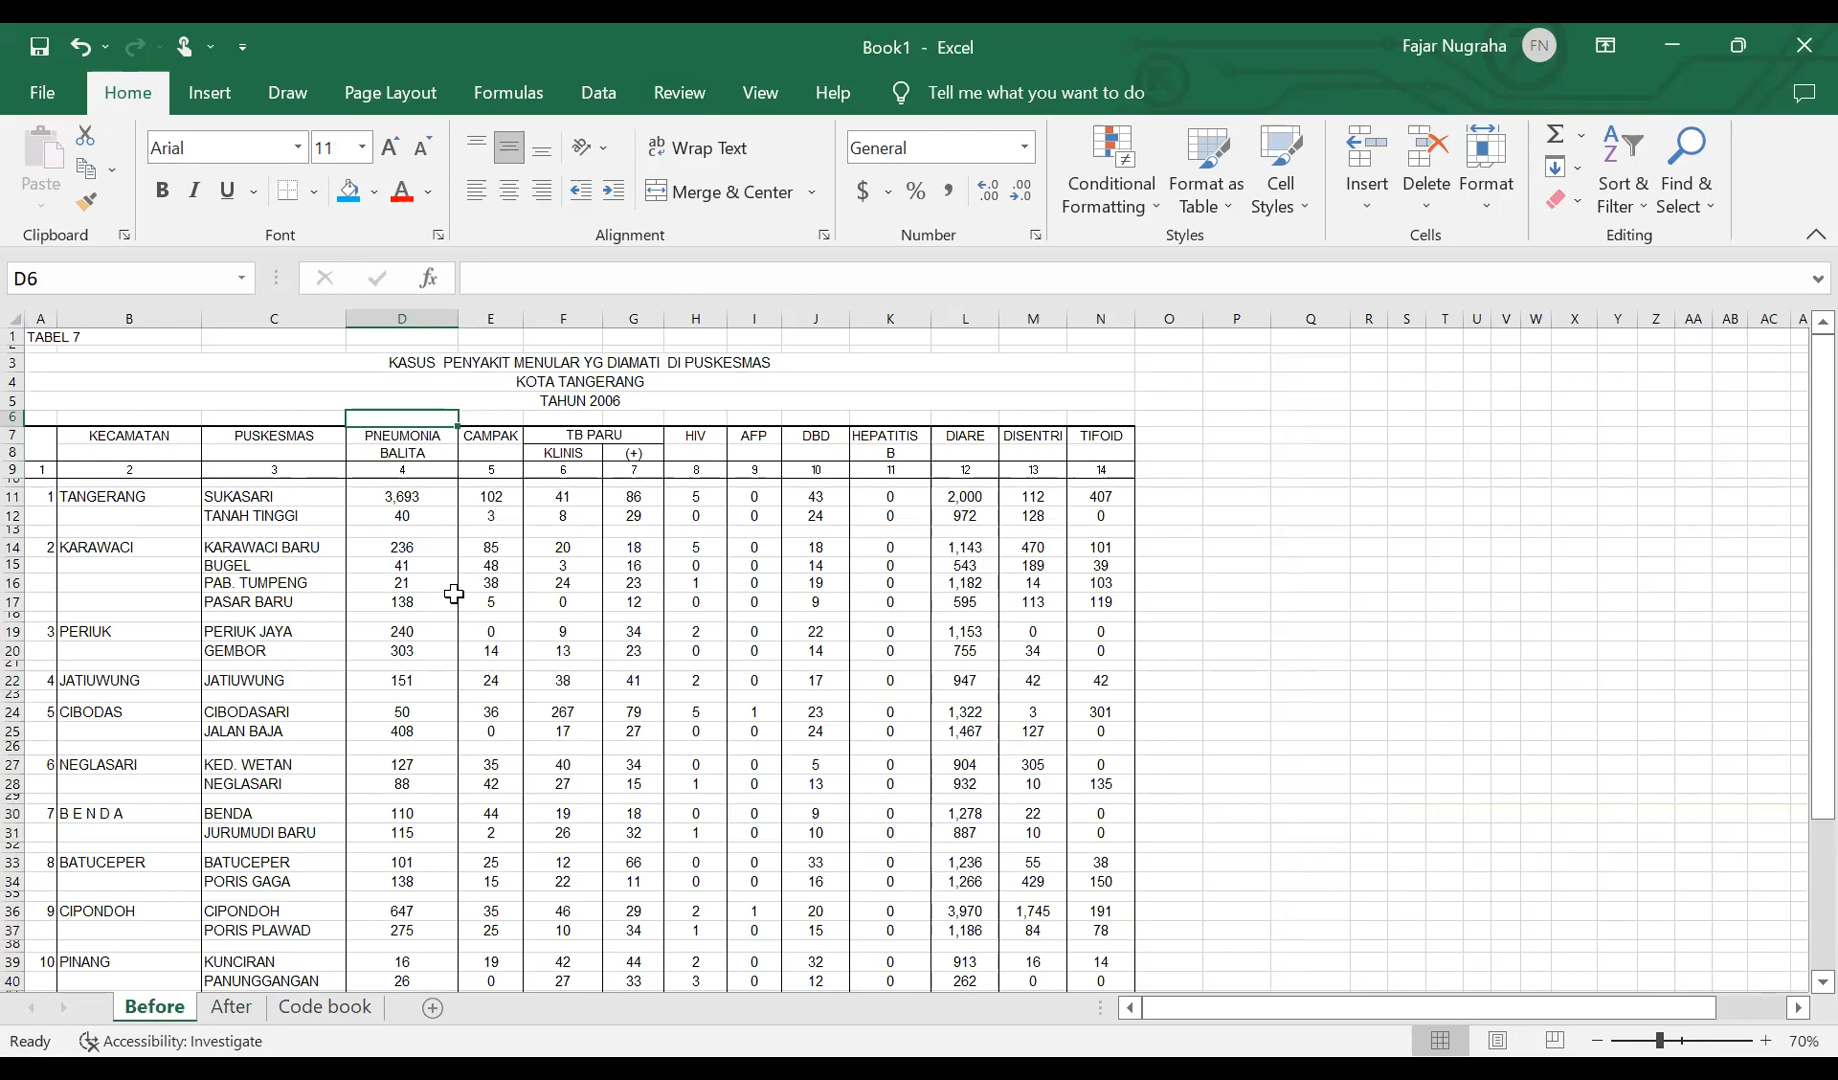 Book1 - Excel
Fajar Nugraha FN
File Home Insert Draw Page Layout Formulas Data Review View Help Tell me what you want to do
Arial 11 ab Wrap Text General
Paste B I U Merge & Center $ % Conditional Formatting Format as Table Cell Styles Insert Delete Format Sort & Filter Find & Select
Clipboard Font Alignment Number Styles Cells Editing
D6 fx
A B C D E F G H I J K L M N O P Q R S T U V W X Y Z AA AB AC A
1 TABEL 7
3 KASUS PENYAKIT MENULAR YG DIAMATI DI PUSKESMAS
4 KOTA TANGERANG
5 TAHUN 2006
6
7 KECAMATAN PUSKESMAS PNEUMONIA CAMPAK TB PARU HIV AFP DBD HEPATITIS DIARE DISENTRI TIFOID
8 BALITA KLINIS (+) B
9 1 2 3 4 5 6 7 8 9 10 11 12 13 14
10
11 1 TANGERANG SUKASARI 3,693 102 41 86 5 0 43 0 2,000 112 407
12 TANAH TINGGI 40 3 8 29 0 0 24 0 972 128 0
13
14 2 KARAWACI KARAWACI BARU 236 85 20 18 5 0 18 0 1,143 470 101
15 BUGEL 41 48 3 16 0 0 14 0 543 189 39
16 PAB. TUMPENG 21 38 24 23 1 0 19 0 1,182 14 103
17 PASAR BARU 138 5 0 12 0 0 9 0 595 113 119
18
19 3 PERIUK PERIUK JAYA 240 0 9 34 2 0 22 0 1,153 0 0
20 GEMBOR 303 14 13 23 0 0 14 0 755 34 0
21
22 4 JATIUWUNG JATIUWUNG 151 24 38 41 2 0 17 0 947 42 42
23
24 5 CIBODAS CIBODASARI 50 36 267 79 5 1 23 0 1,322 3 301
25 JALAN BAJA 408 0 17 27 0 0 24 0 1,467 127 0
26
27 6 NEGLASARI KED. WETAN 127 35 40 34 0 0 5 0 904 305 0
28 NEGLASARI 88 42 27 15 1 0 13 0 932 10 135
29
30 7 B E N D A BENDA 110 44 19 18 0 0 9 0 1,278 22 0
31 JURUMUDI BARU 115 2 26 32 1 0 10 0 887 10 0
32
33 8 BATUCEPER BATUCEPER 101 25 12 66 0 0 33 0 1,236 55 38
34 PORIS GAGA 138 15 22 11 0 0 16 0 1,266 429 150
35
36 9 CIPONDOH CIPONDOH 647 35 46 29 2 1 20 0 3,970 1,745 191
37 PORIS PLAWAD 275 25 10 34 1 0 15 0 1,186 84 78
38
39 10 PINANG KUNCIRAN 16 19 42 44 2 0 32 0 913 16 14
40 PANUNGGANGAN 26 0 27 33 3 0 12 0 262 0 0
Before After Code book
Ready Accessibility: Investigate 70%